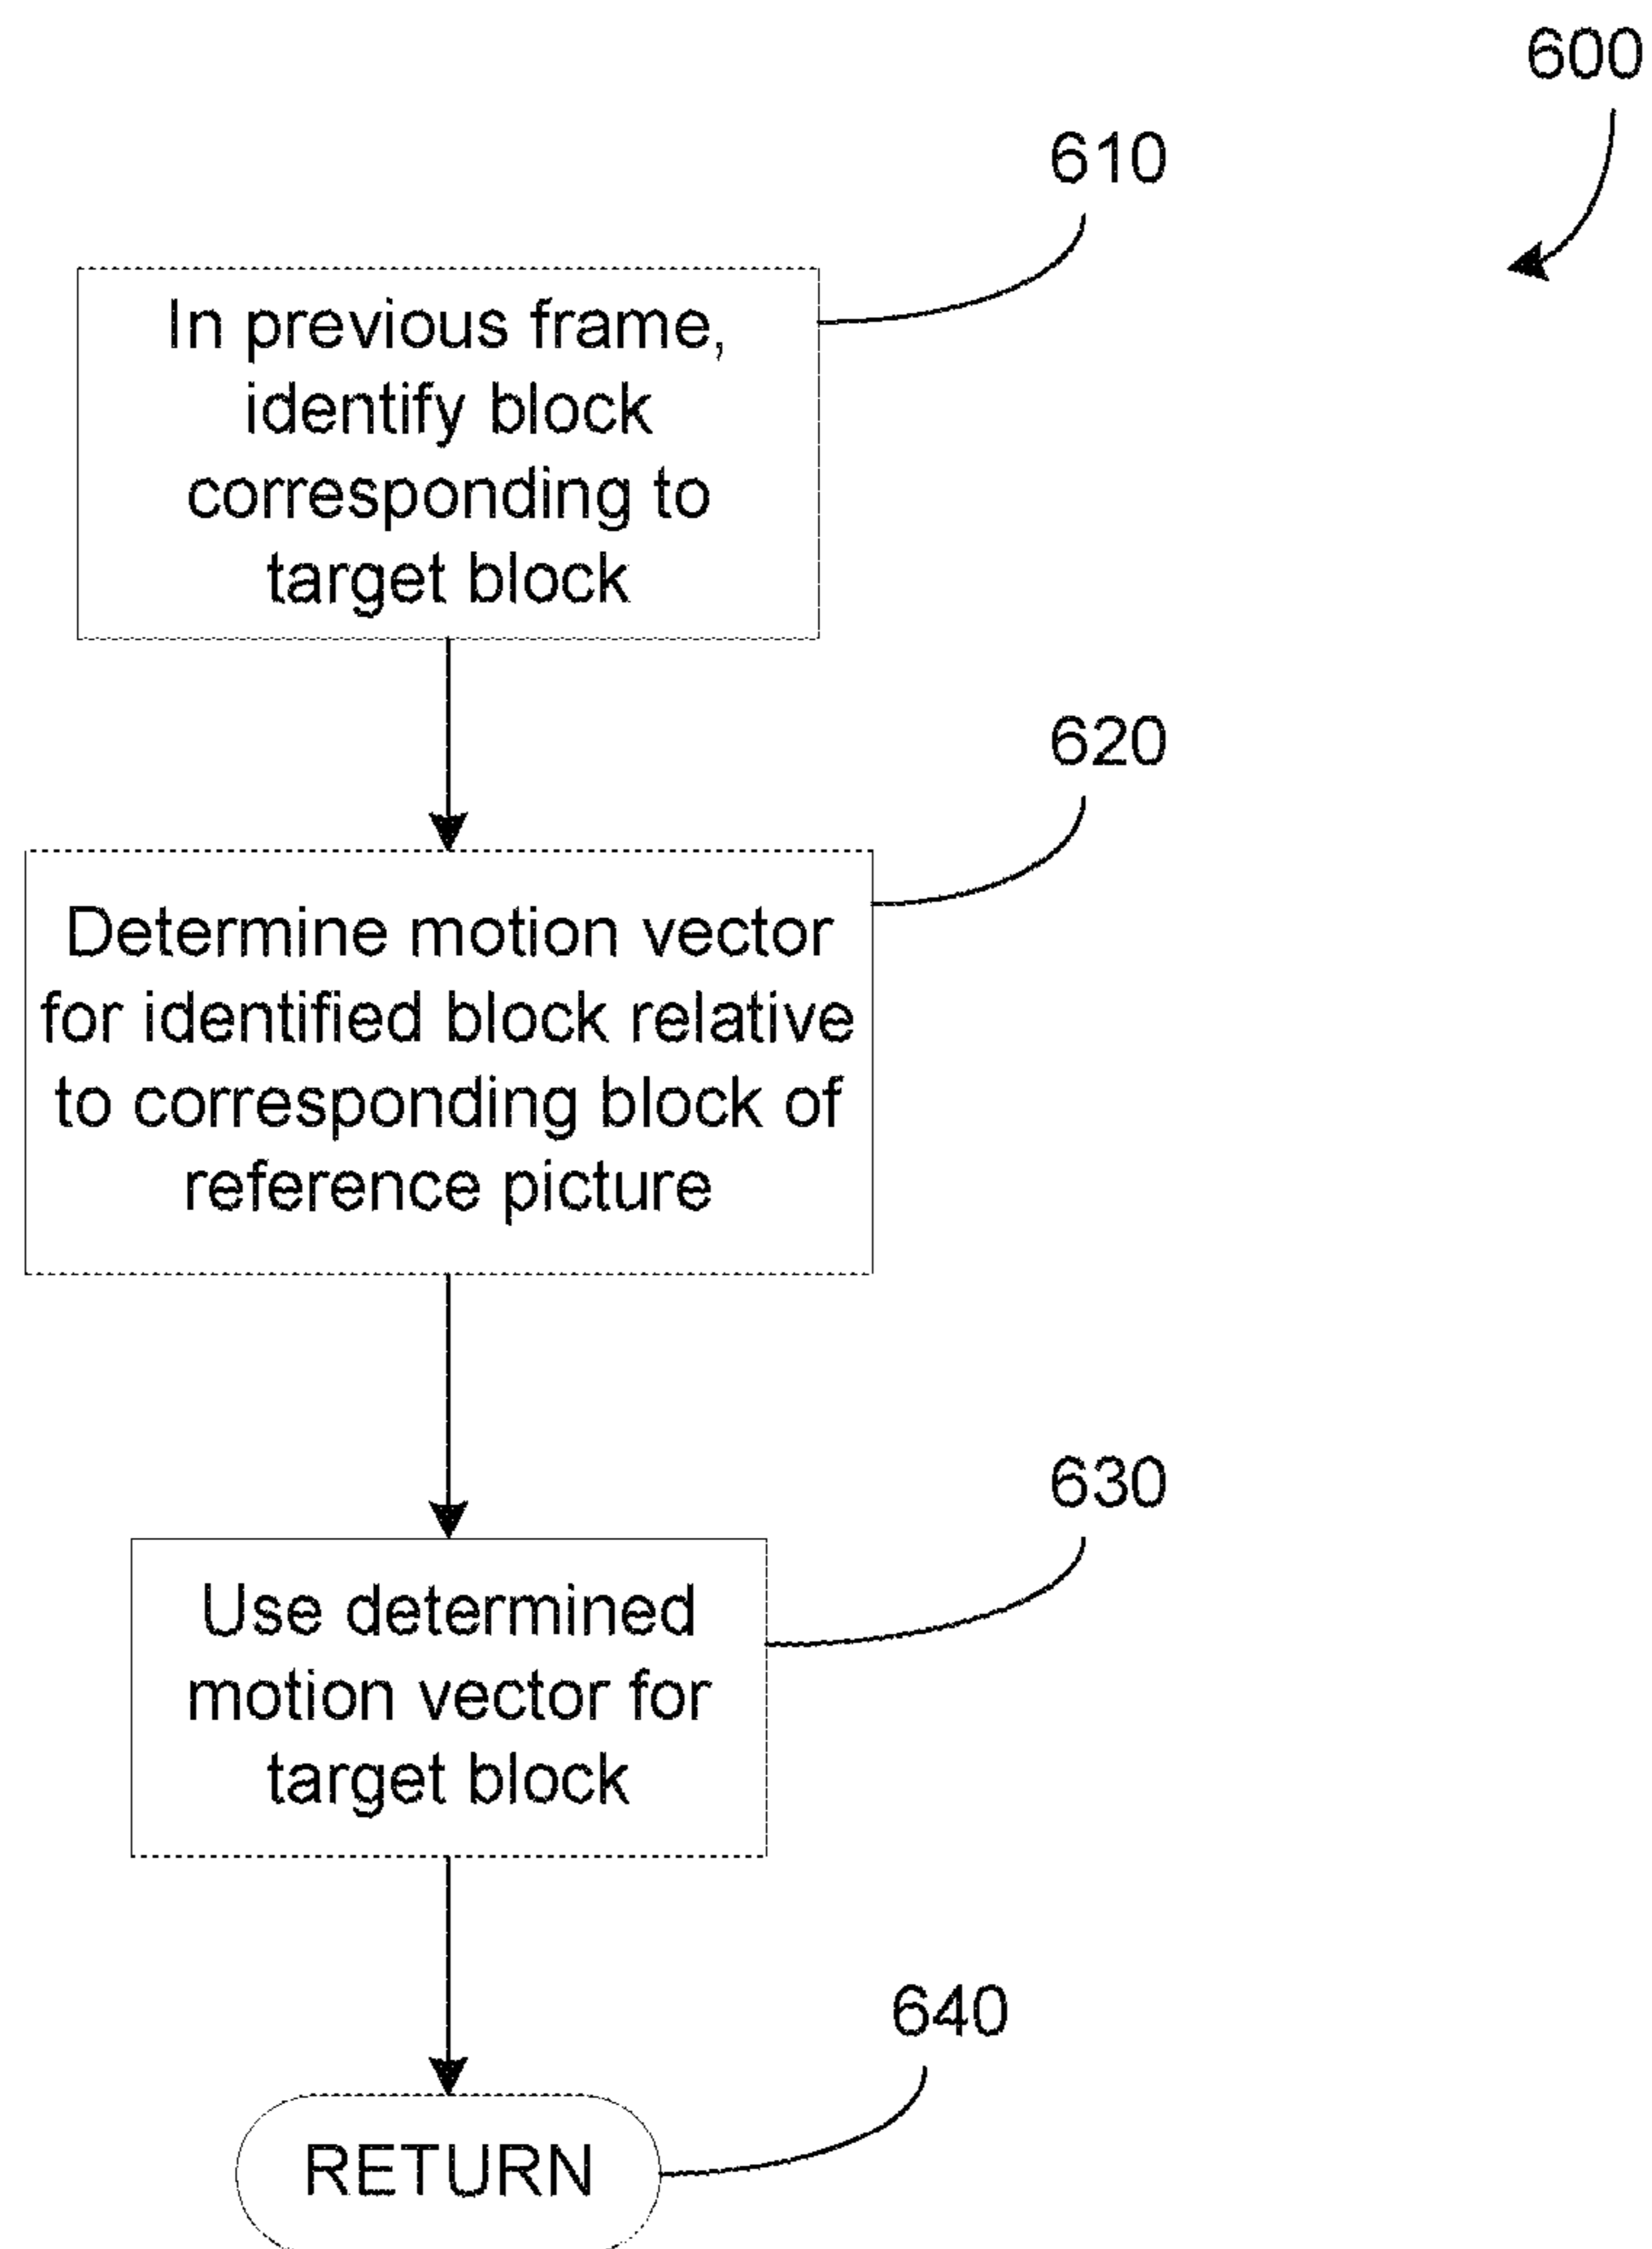 600
610
In previous frame,
identify block
corresponding to
target block
620
Determine motion vector
for identified block relative
to corresponding block of
reference picture
630
Use determined
motion vector for
target block
640
RETURN